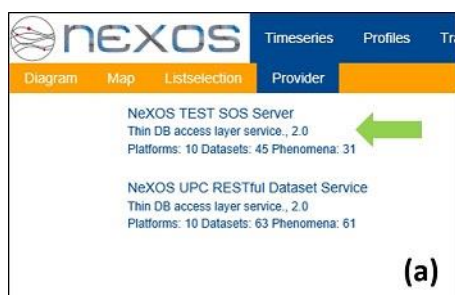 nexos
Timeseries Profiles
Diagram Map Listselection Provider
NeXOS TEST SOS Server
Thin DB access layer service., 2.0
Platforms: 10 Datasets: 45 Phenomena: 31
NeXOS UPC RESTful Dataset Service
Thin DB access layer service., 2.0
Platforms: 10 Datasets: 63 Phenomena: 61
(a)